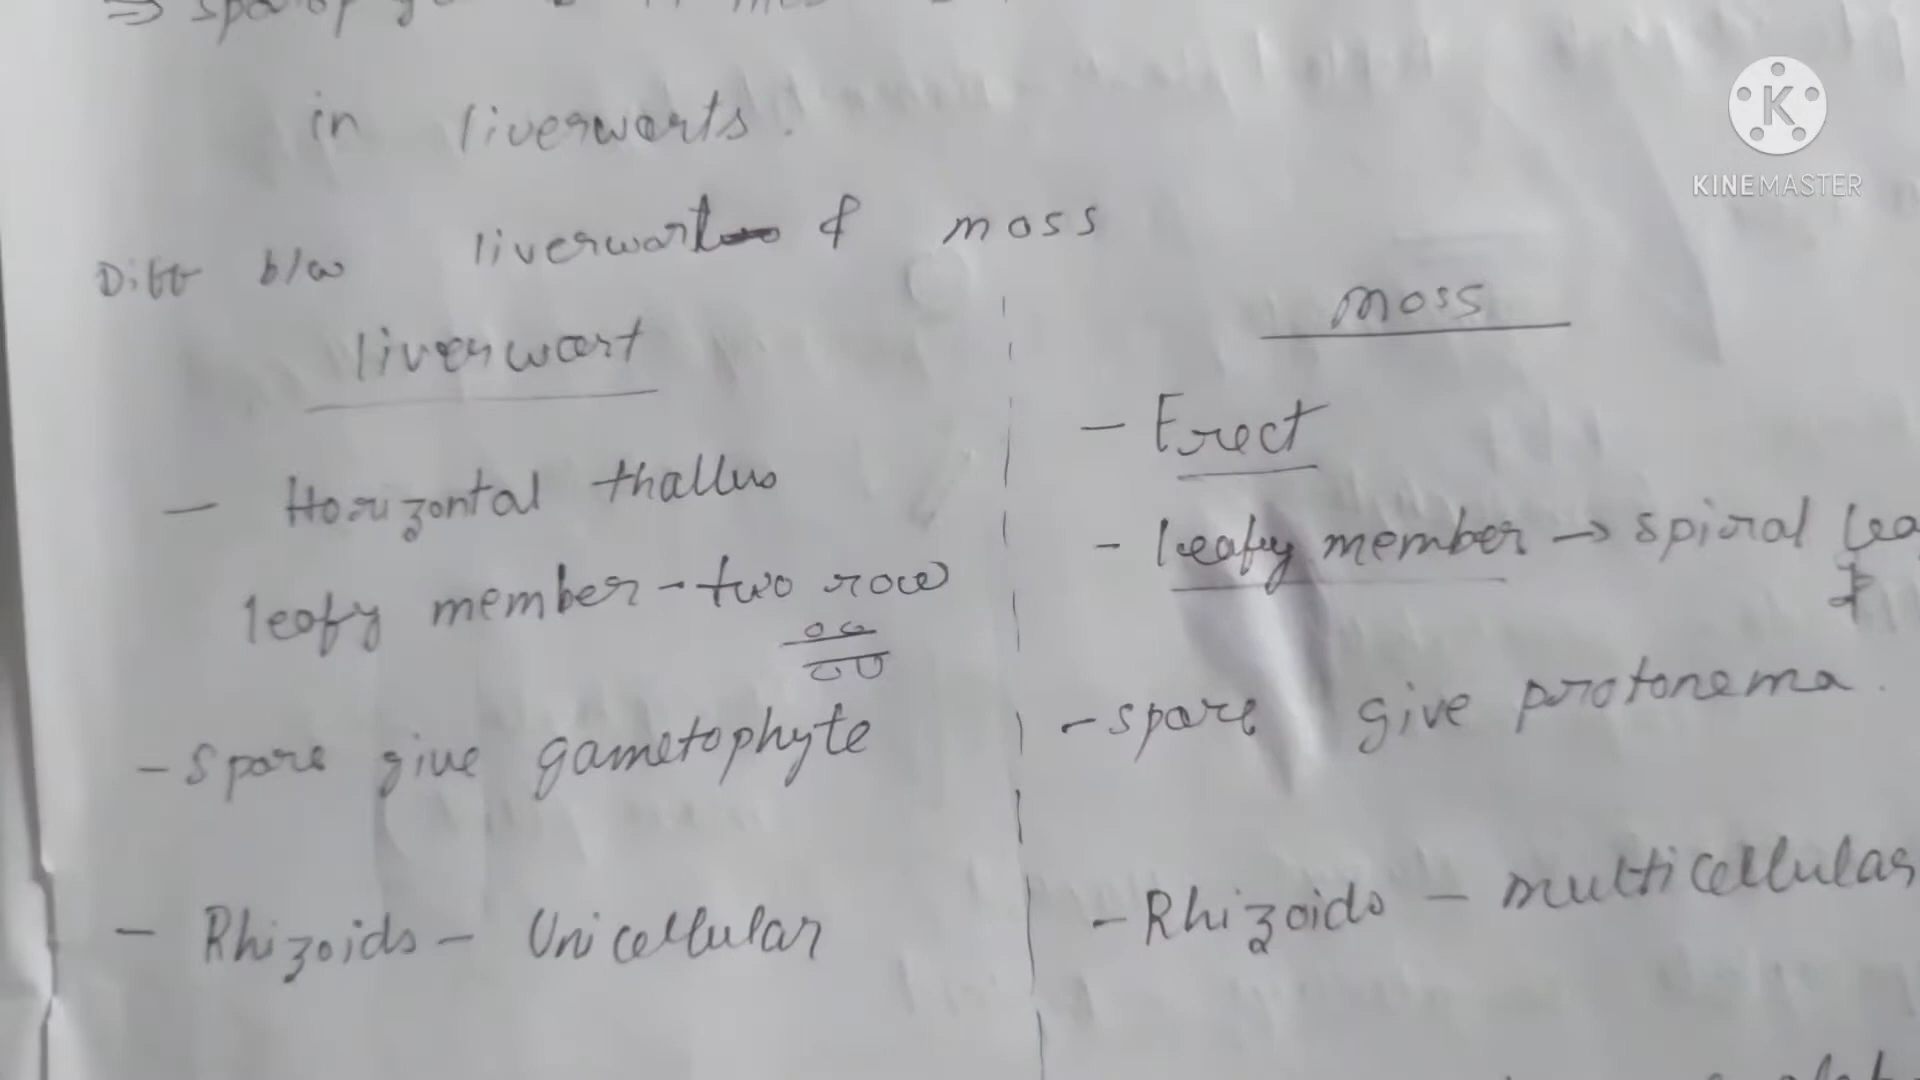 in liverworts.
Diff b/w liverwort & moss
liverwort
moss
- Horizontal thallus
- Erect
leafy member - two row
- leafy member → spiral lea
- spore give gametophyte
- spore give protonema.
- Rhizoids - Unicellular
- Rhizoids - multicellular
K
KINEMASTER